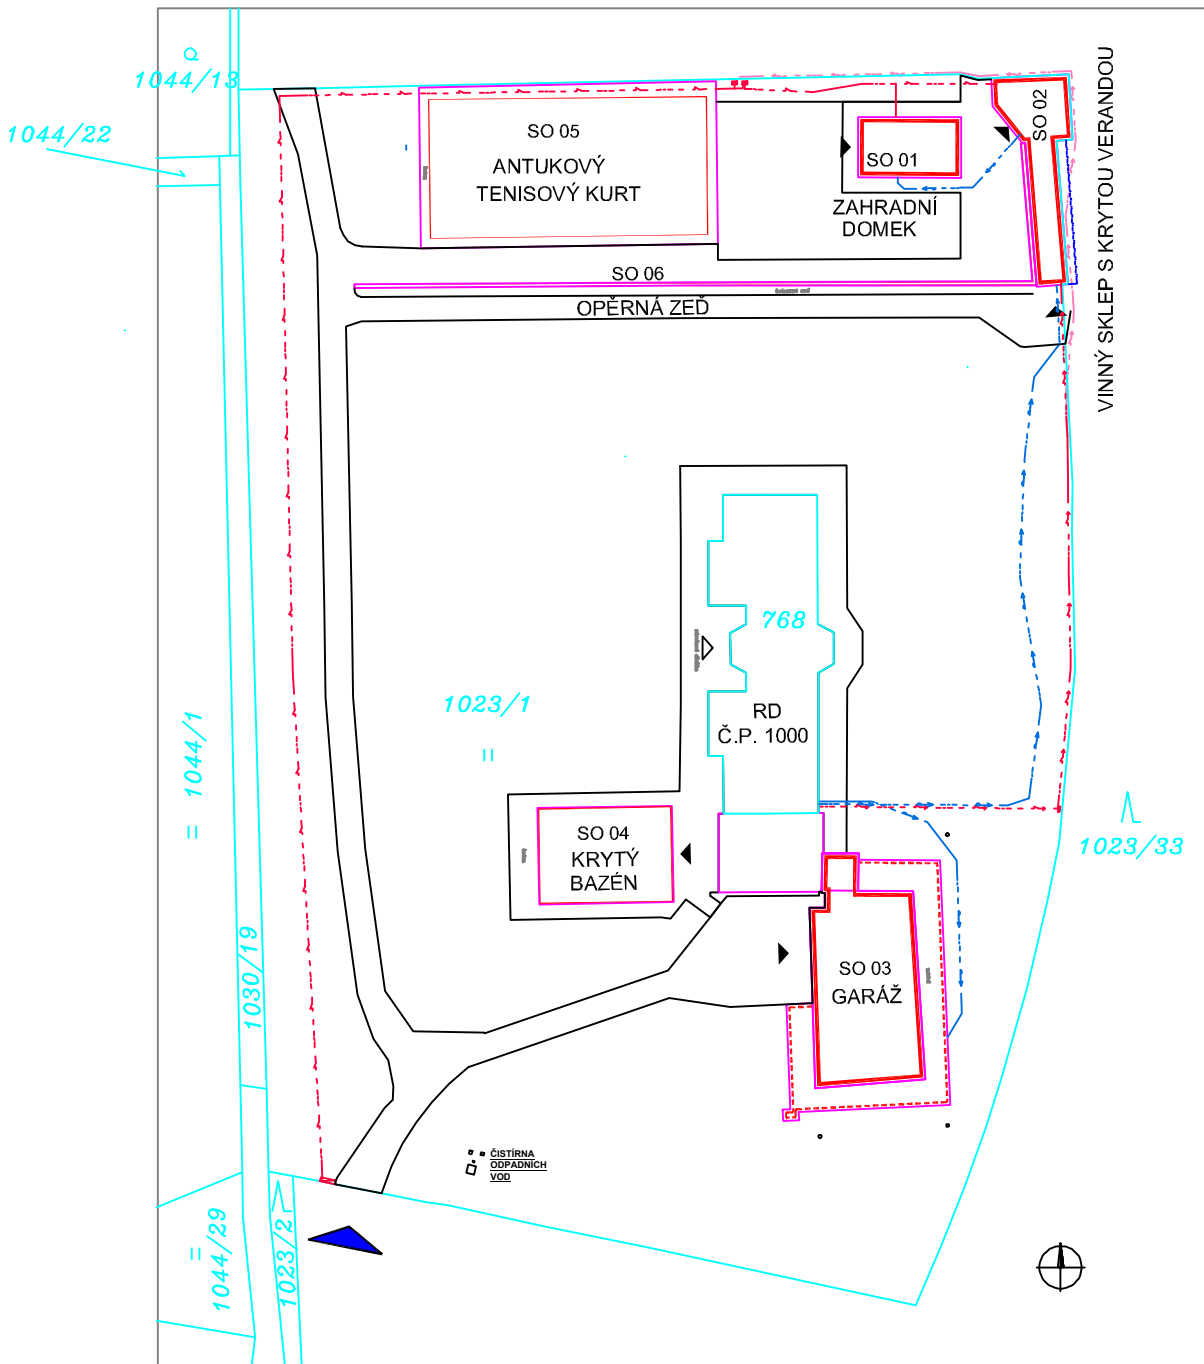 1044/13
1044/22
SO 05
ANTUKOVÝ
TENISOVÝ KURT
SO 01
ZAHRADNÍ
DOMEK
SO 02
VINNÝ SKLEP S KRYTOU VERANDOU
SO 06
OPĚRNÁ ZEĎ
768
1023/1
RD
Č.P. 1000
1044/1
SO 04
KRYTÝ
BAZÉN
1023/33
SO 03
GARÁŽ
1030/19
ČISTÍRNA
ODPADNÍCH
VOD
1044/29
1023/2